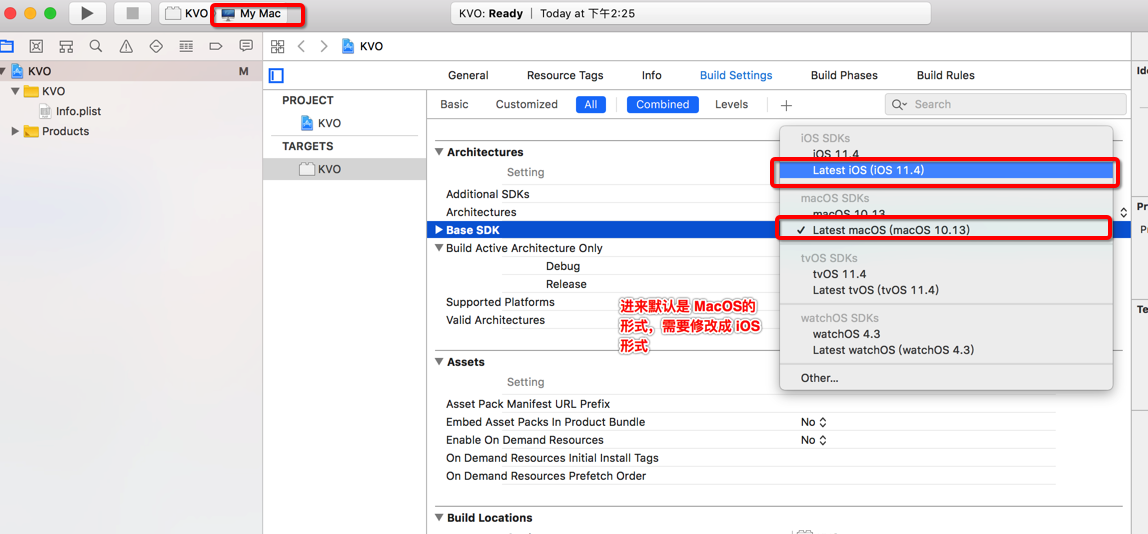 KVO My Mac
KVO: Ready | Today at 下午2:25
KVO M
KVO
Info.plist
Products
KVO
General Resource Tags Info Build Settings Build Phases Build Rules
PROJECT
KVO
TARGETS
KVO
Basic Customized All Combined Levels + Search
Architectures
Setting
Additional SDKs
Architectures
Base SDK
Build Active Architecture Only
Debug
Release
Supported Platforms
Valid Architectures
进来默认是 MacOS的
形式，需要修改成 iOS
形式
iOS SDKs
iOS 11.4
Latest iOS (iOS 11.4)
macOS SDKs
macOS 10.13
✓ Latest macOS (macOS 10.13)
tvOS SDKs
tvOS 11.4
Latest tvOS (tvOS 11.4)
watchOS SDKs
watchOS 4.3
Latest watchOS (watchOS 4.3)
Other...
Assets
Setting
Asset Pack Manifest URL Prefix
Embed Asset Packs In Product Bundle No
Enable On Demand Resources No
On Demand Resources Initial Install Tags
On Demand Resources Prefetch Order
Build Locations